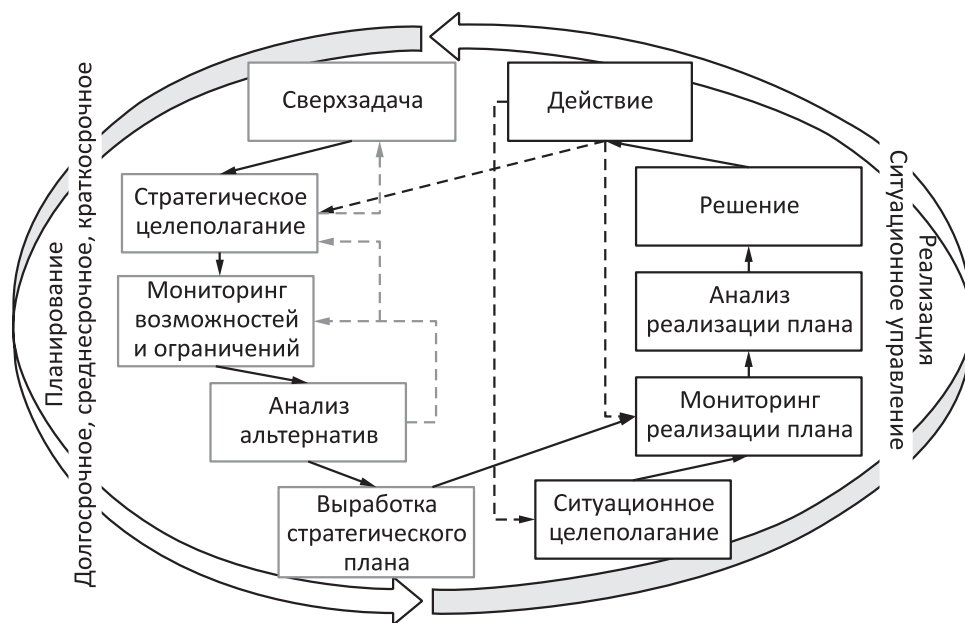 Сверхзадача
Стратегическое
целеполагание
Мониторинг
возможностей
и ограничений
Анализ
альтернатив
Выработка
стратегического
плана
Действие
Решение
Анализ
реализации плана
Мониторинг
реализации плана
Ситуационное
целеполагание
Планирование
Долгосрочное, среднесрочное, краткосрочное
Реализация
Ситуационное управление